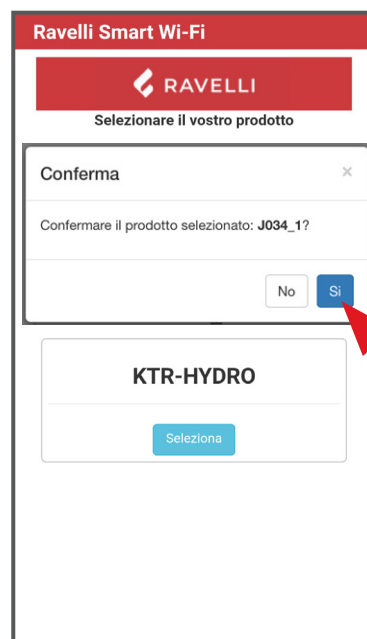 Ravelli Smart Wi-Fi
RAVELLI
Selezionare il vostro prodotto
Conferma ×
Confermare il prodotto selezionato: J034_1?
No Si
KTR-HYDRO
Seleziona